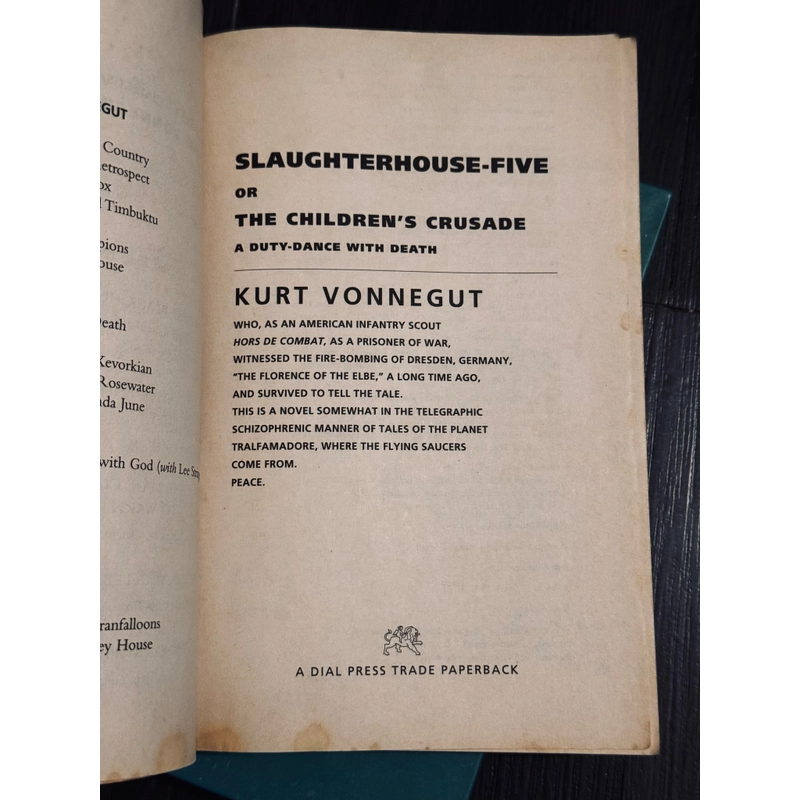 GUT
Country
etrospect
ox
Timbuktu
pions
ouse
Death
Kevorkian
Rosewater
da June
with God (with Lee
ranfalloons
ey House
SLAUGHTERHOUSE-FIVE
OR
THE CHILDREN'S CRUSADE
A DUTY-DANCE WITH DEATH
KURT VONNEGUT
WHO, AS AN AMERICAN INFANTRY SCOUT
HORS DE COMBAT, AS A PRISONER OF WAR,
WITNESSED THE FIRE-BOMBING OF DRESDEN, GERMANY,
"THE FLORENCE OF THE ELBE," A LONG TIME AGO,
AND SURVIVED TO TELL THE TALE.
THIS IS A NOVEL SOMEWHAT IN THE TELEGRAPHIC
SCHIZOPHRENIC MANNER OF TALES OF THE PLANET
TRALFAMADORE, WHERE THE FLYING SAUCERS
COME FROM.
PEACE.
A DIAL PRESS TRADE PAPERBACK